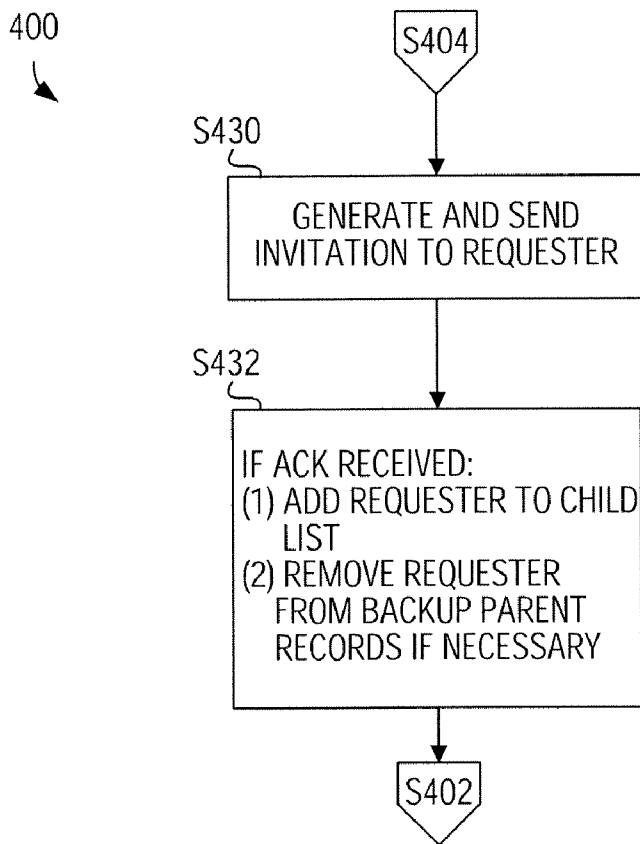 400
S404
S430
GENERATE AND SEND
INVITATION TO REQUESTER
S432
IF ACK RECEIVED:
(1) ADD REQUESTER TO CHILD
LIST
(2) REMOVE REQUESTER
FROM BACKUP PARENT
RECORDS IF NECESSARY
S402